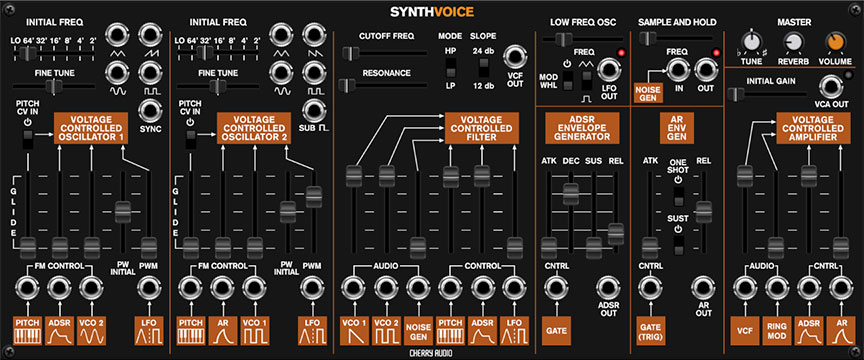 SYNTHVOICE
INITIAL FREQ
LO 64' 32' 16' 8' 4' 2'
FINE TUNE
PITCH
CV IN
SYNC
VOLTAGE
CONTROLLED
OSCILLATOR 1
GLIDE
PW
INITIAL
PWM
FM CONTROL
PITCH
ADSR
VCO 2
LFO
INITIAL FREQ
LO 64' 32' 16' 8' 4' 2'
FINE TUNE
PITCH
CV IN
SUB
VOLTAGE
CONTROLLED
OSCILLATOR 2
GLIDE
PW
INITIAL
PWM
FM CONTROL
PITCH
AR
VCO 1
LFO
CUTOFF FREQ
RESONANCE
MODE
HP
LP
SLOPE
24 db
12 db
VCF
OUT
VOLTAGE
CONTROLLED
FILTER
AUDIO
CONTROL
VCO 1
VCO 2
NOISE
GEN
PITCH
ADSR
LFO
LOW FREQ OSC
FREQ
MOD
WHL
LFO
OUT
ADSR
ENVELOPE
GENERATOR
ATK DEC SUS REL
CNTRL
ADSR
OUT
GATE
SAMPLE AND HOLD
FREQ
NOISE
GEN
IN
OUT
AR
ENV
GEN
ATK
ONE
SHOT
REL
SUST
CNTRL
AR
OUT
GATE
(TRIG)
MASTER
TUNE
REVERB
VOLUME
INITIAL GAIN
VCA OUT
VOLTAGE
CONTROLLED
AMPLIFIER
AUDIO
CNTRL
VCF
RING
MOD
ADSR
AR
CHERRY AUDIO